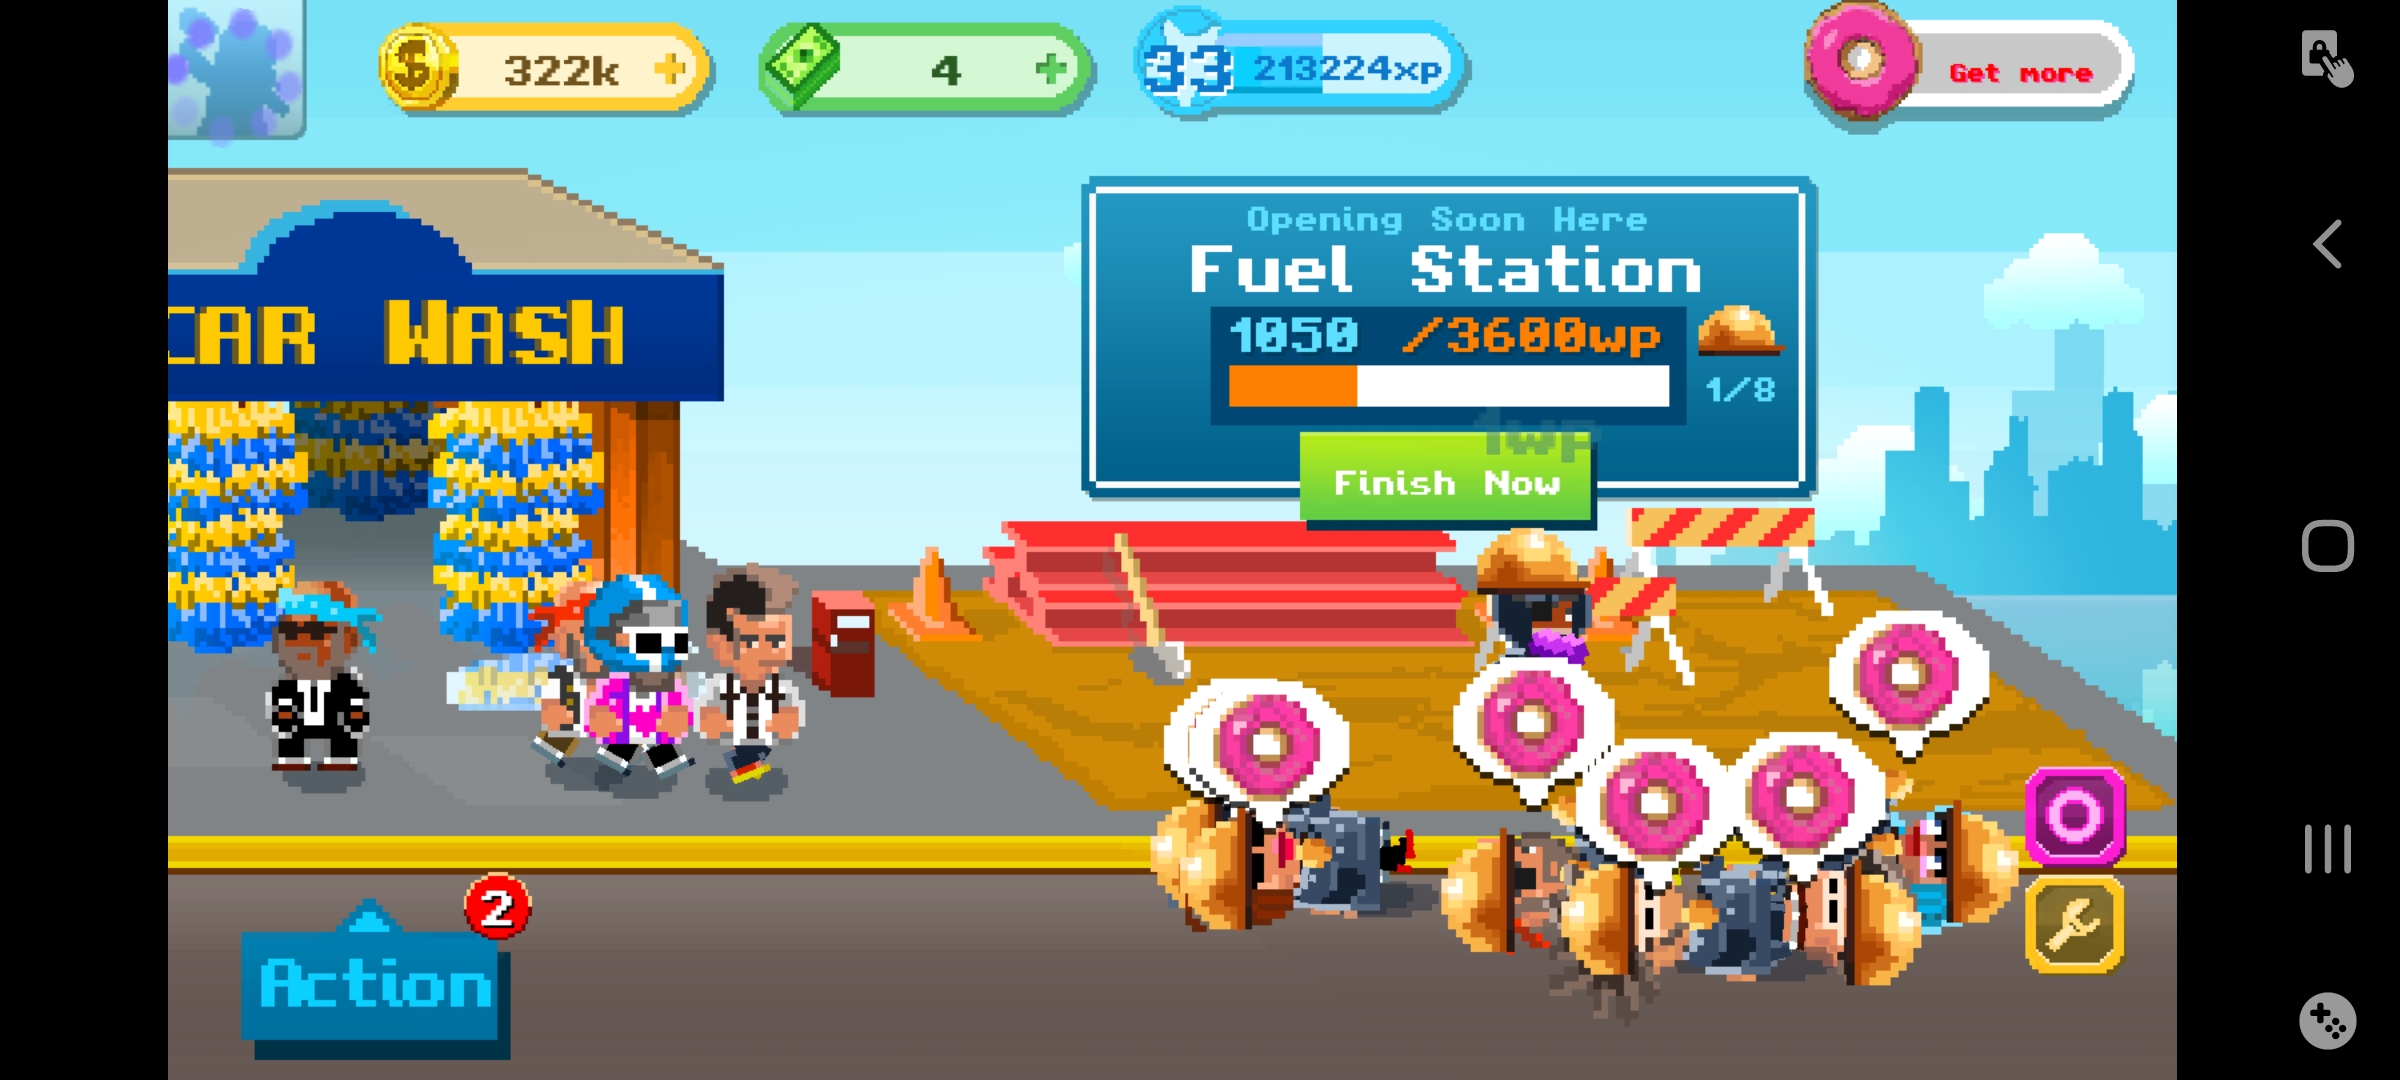 322k
4
33
213224xp
Get more
Opening Soon Here
Fuel Station
1050 /3600wp
1/8
1wp
Finish Now
CAR WASH
2
Action